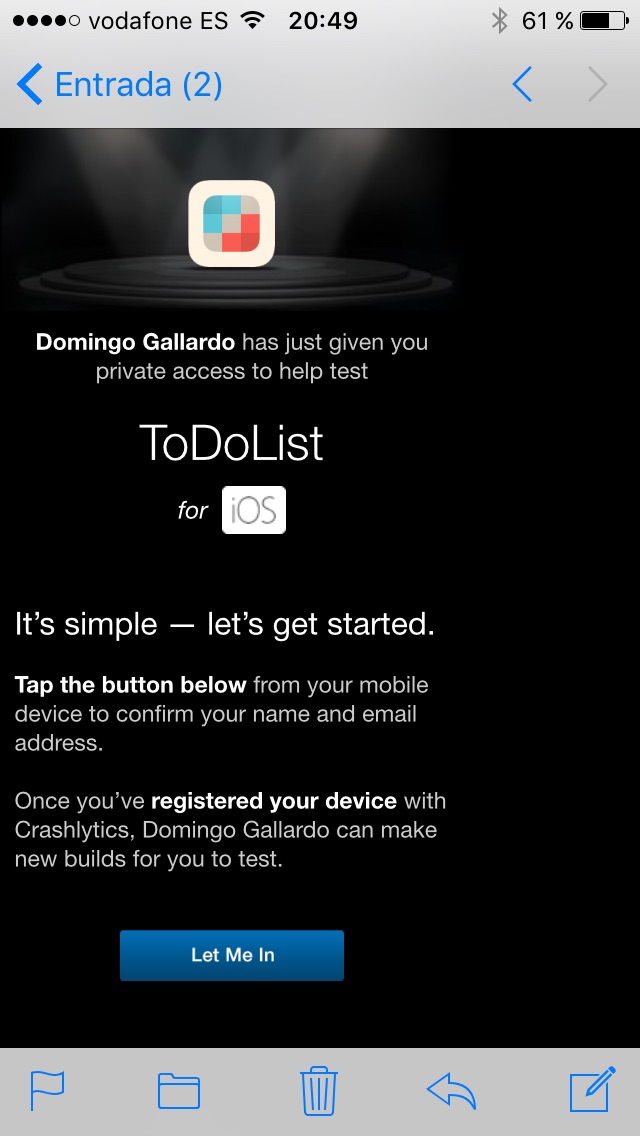 vodafone ES 20:49 61 %
Entrada (2)
Domingo Gallardo has just given you
private access to help test
ToDoList
for iOS
It's simple — let's get started.
Tap the button below from your mobile
device to confirm your name and email
address.
Once you've registered your device with
Crashlytics, Domingo Gallardo can make
new builds for you to test.
Let Me In